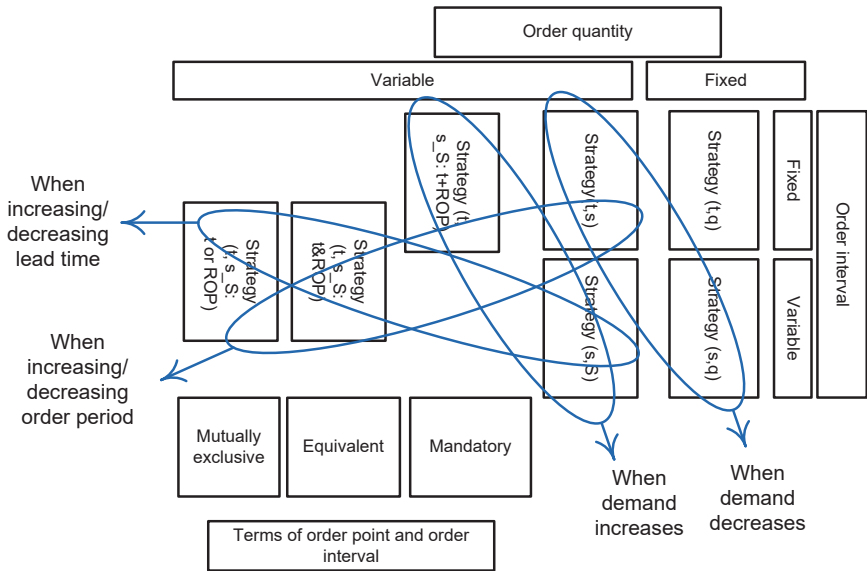 Order quantity
Variable
Fixed
Strategy (t,
s_S: t+ROP)
Strategy(t,s)
Strategy (t,q)
Fixed
Order interval
When
increasing/
decreasing
lead time
Strategy
(t, s_S:
t or ROP)
Strategy
(t, s_S:
t&ROP)
Strategy (s,S)
Strategy (s,q)
Variable
When
increasing/
decreasing
order period
Mutually
exclusive
Equivalent
Mandatory
When
demand
increases
When
demand
decreases
Terms of order point and order
interval